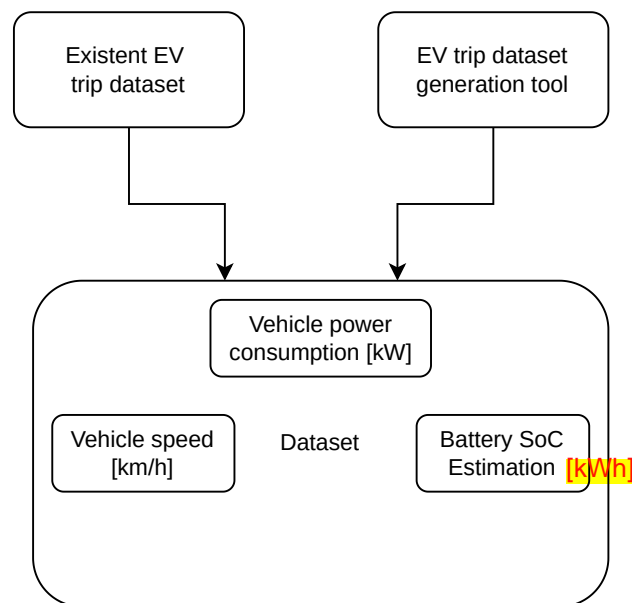 Existent EV
trip dataset
EV trip dataset
generation tool
Vehicle power
consumption [kW]
Vehicle speed
[km/h]
Dataset
Battery SoC
Estimation [kWh]